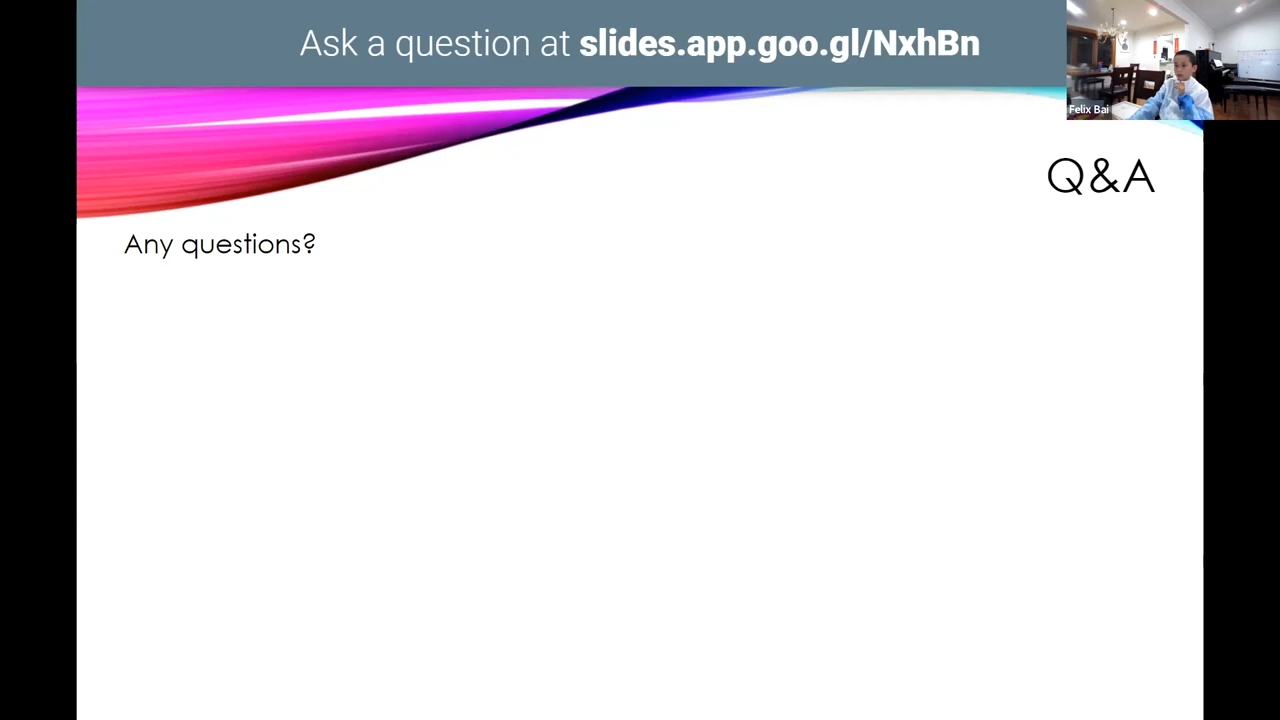 Ask a question at slides.app.goo.gl/NxhBn
Felix Bai
Q&A
Any questions?